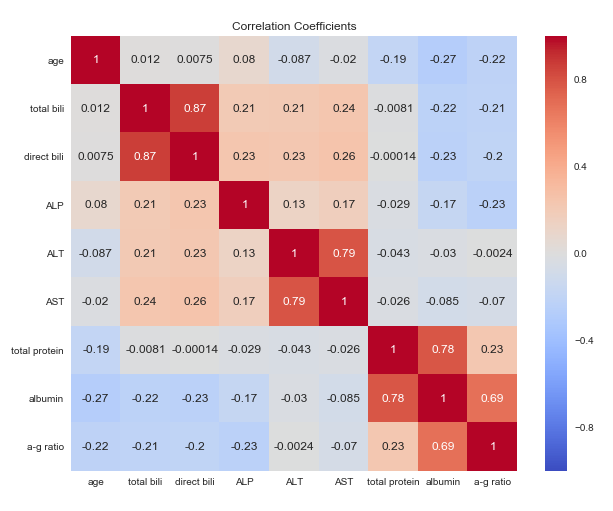 Correlation Coefficients
age 1 0.012 0.0075 0.08 -0.087 -0.02 -0.19 -0.27 -0.22
total bili 0.012 1 0.87 0.21 0.21 0.24 -0.0081 -0.22 -0.21
direct bili 0.0075 0.87 1 0.23 0.23 0.26 -0.00014 -0.23 -0.2
ALP 0.08 0.21 0.23 1 0.13 0.17 -0.029 -0.17 -0.23
ALT -0.087 0.21 0.23 0.13 1 0.79 -0.043 -0.03 -0.0024
AST -0.02 0.24 0.26 0.17 0.79 1 -0.026 -0.085 -0.07
total protein -0.19 -0.0081 -0.00014 -0.029 -0.043 -0.026 1 0.78 0.23
albumin -0.27 -0.22 -0.23 -0.17 -0.03 -0.085 0.78 1 0.69
a-g ratio -0.22 -0.21 -0.2 -0.23 -0.0024 -0.07 0.23 0.69 1
age total bili direct bili ALP ALT AST total protein albumin a-g ratio
0.8
0.4
0.0
−0.4
−0.8